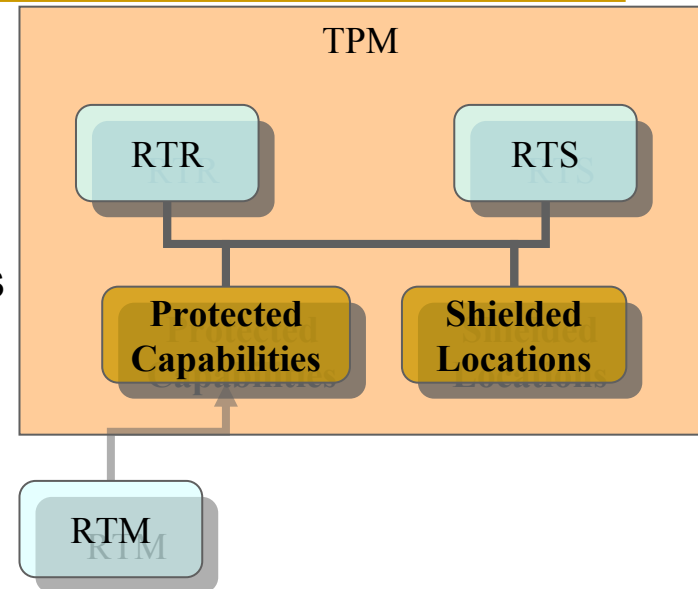 TPM
RTR
RTS
s
Protected
Capabilities
Shielded
Locations
RTM